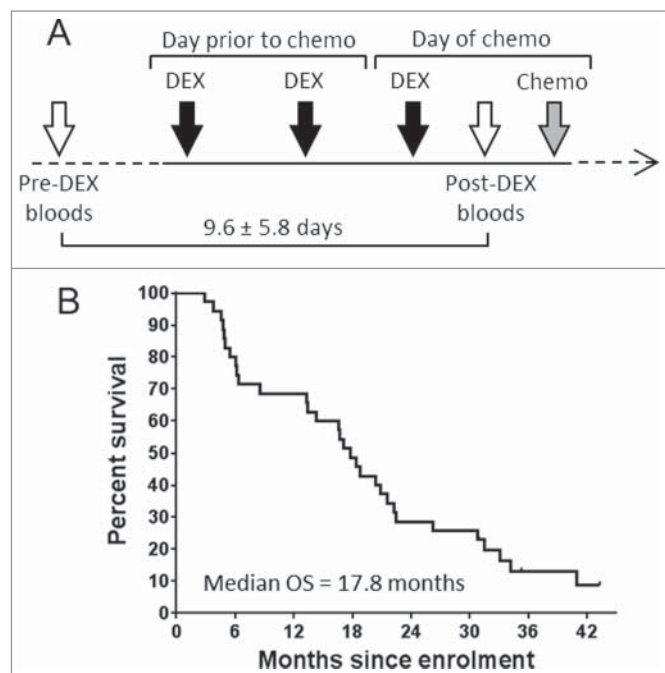 A
Day prior to chemo
Day of chemo
DEX
DEX
DEX
Chemo
Pre-DEX
bloods
Post-DEX
bloods
9.6 ± 5.8 days
B
Percent survival
100
90
80
70
60
50
40
30
20
10
0
Median OS = 17.8 months
0 6 12 18 24 30 36 42
Months since enrolment